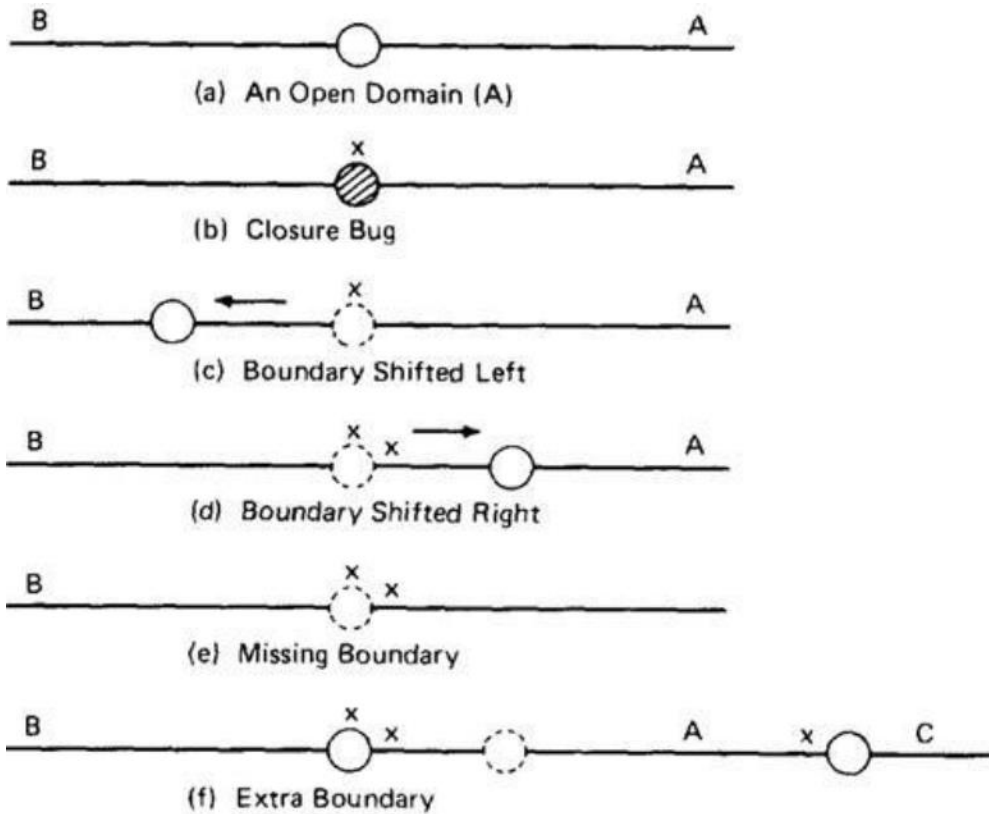 B A
(a) An Open Domain (A)
x
B A
(b) Closure Bug
x
B A
(c) Boundary Shifted Left
x
B x A
(d) Boundary Shifted Right
x
B x
(e) Missing Boundary
x
B x A x C
(f) Extra Boundary